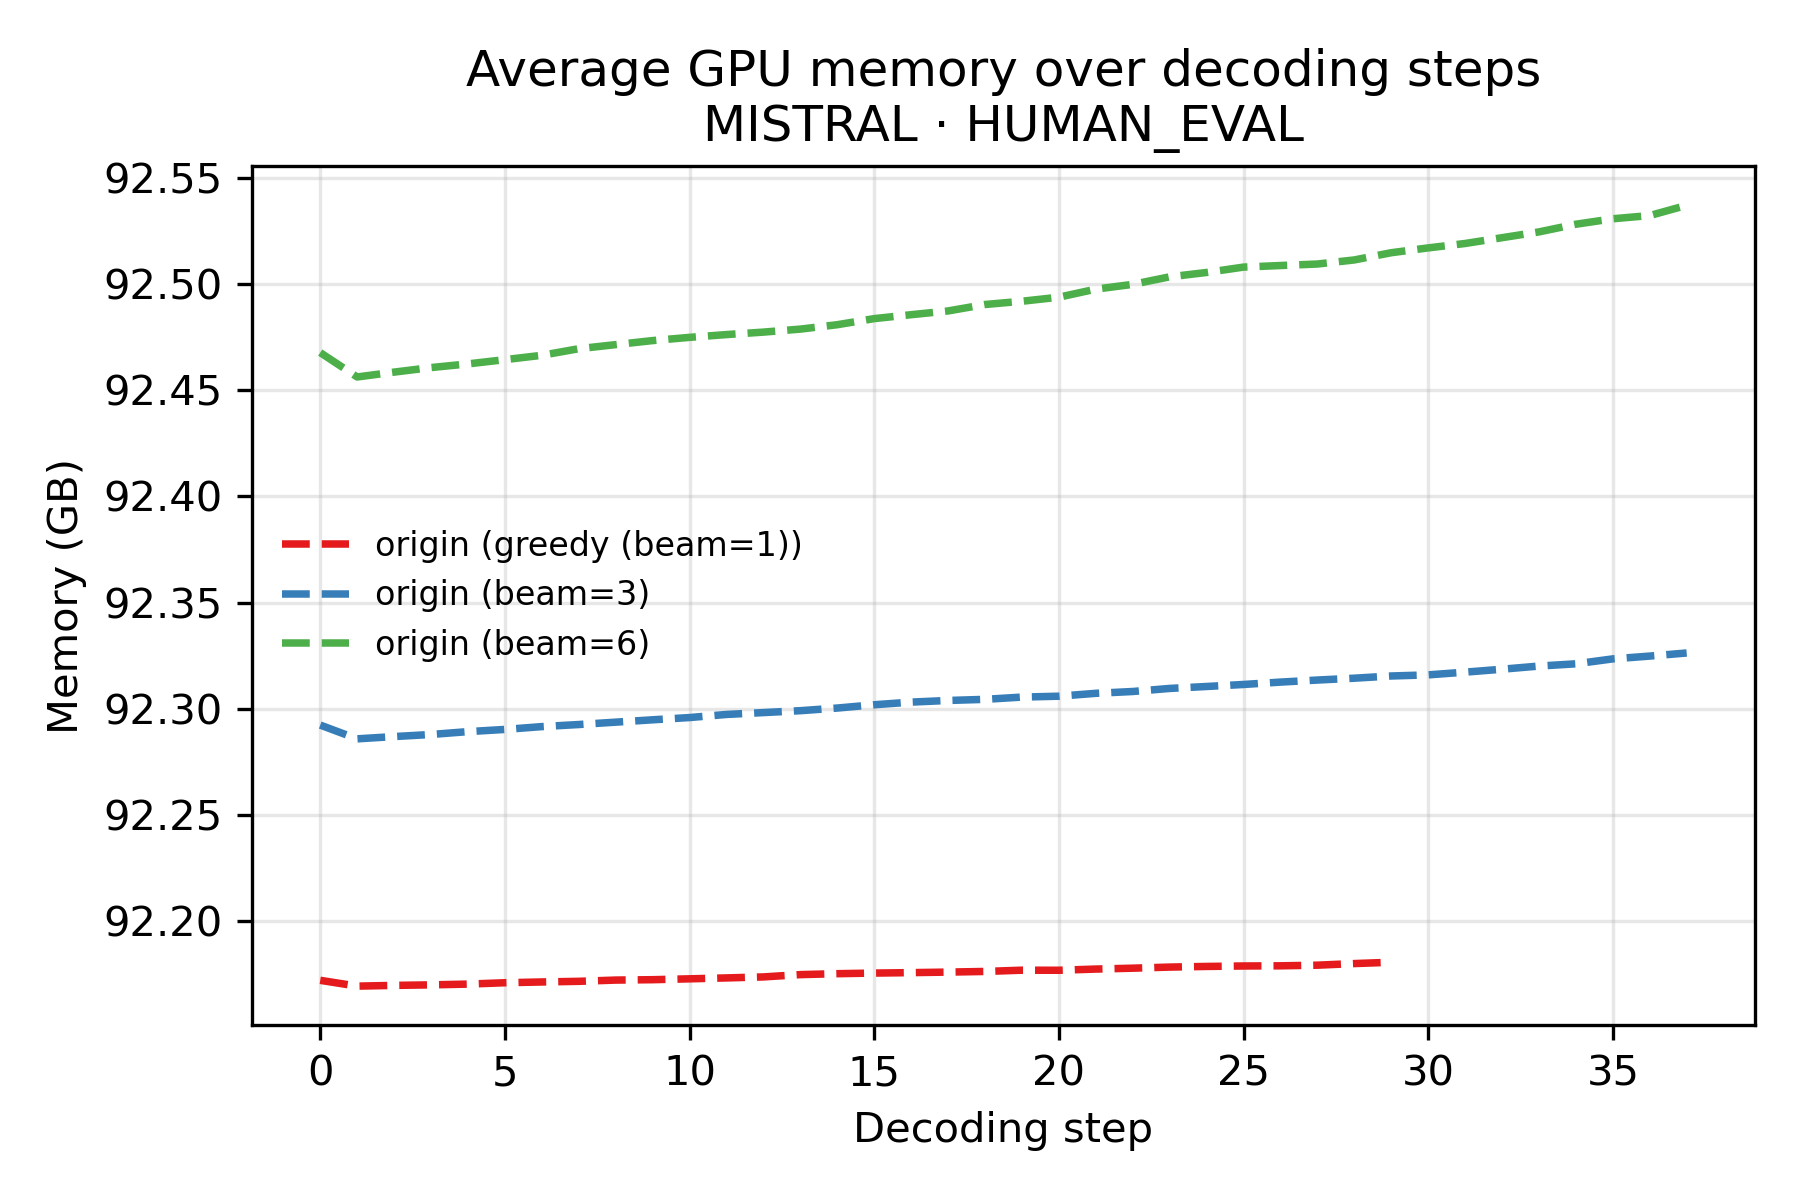 Average GPU memory over decoding steps
MISTRAL · HUMAN_EVAL
92.55
92.50
92.45
92.40
92.35
92.30
92.25
92.20
Memory (GB)
origin (greedy (beam=1))
origin (beam=3)
origin (beam=6)
0 5 10 15 20 25 30 35
Decoding step